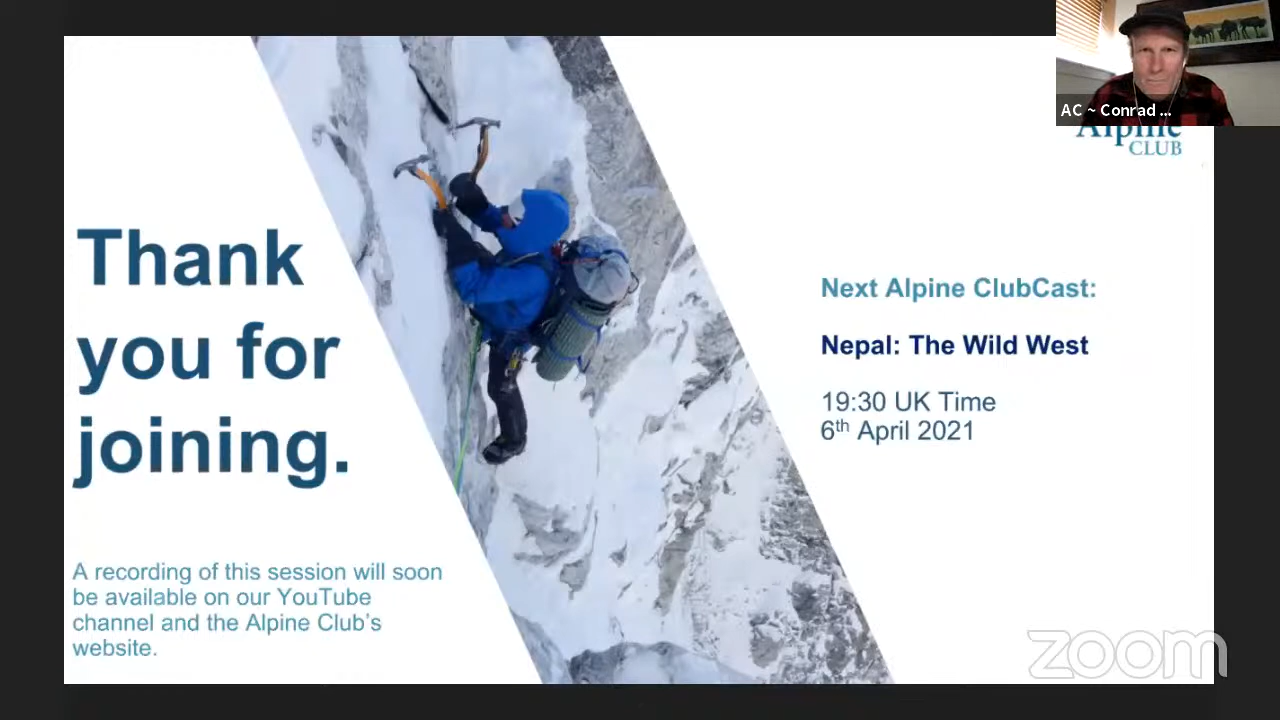 AC ~ Conrad ...
Alpine
CLUB
Thank
you for
joining.
A recording of this session will soon
be available on our YouTube
channel and the Alpine Club's
website.
Next Alpine ClubCast:
Nepal: The Wild West
19:30 UK Time
6th April 2021
zoom